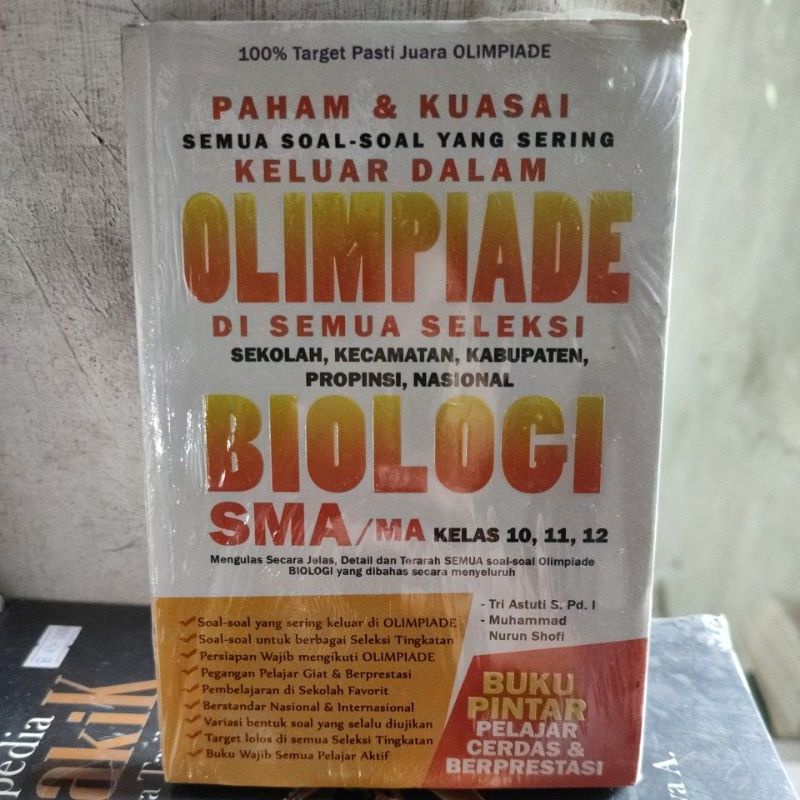 100% Target Pasti Juara OLIMPIADE
PAHAM & KUASAI
SEMUA SOAL-SOAL YANG SERING
KELUAR DALAM
OLIMPIADE
DI SEMUA SELEKSI
SEKOLAH, KECAMATAN, KABUPATEN,
PROPINSI, NASIONAL
BIOLOGI
SMA/MA KELAS 10, 11, 12
Mengulas Secara Jelas, Detail dan Terarah SEMUA soal-soal Olimpiade
BIOLOGI yang dibahas secara menyeluruh
- Tri Astuti S. Pd. I
- Muhammad
Nurun Shofi
Soal-soal yang sering keluar di OLIMPIADE
Soal-soal untuk berbagai Seleksi Tingkatan
Persiapan Wajib mengikuti OLIMPIADE
Pegangan Pelajar Giat & Berprestasi
Pembelajaran di Sekolah Favorit
Berstandar Nasional & Internasional
Variasi bentuk soal yang selalu diujikan
Target lolos di semua Seleksi Tingkatan
Buku Wajib Semua Pelajar Aktif
BUKU
PINTAR
PELAJAR
CERDAS &
BERPRESTASI
pedia
akiK
a A.